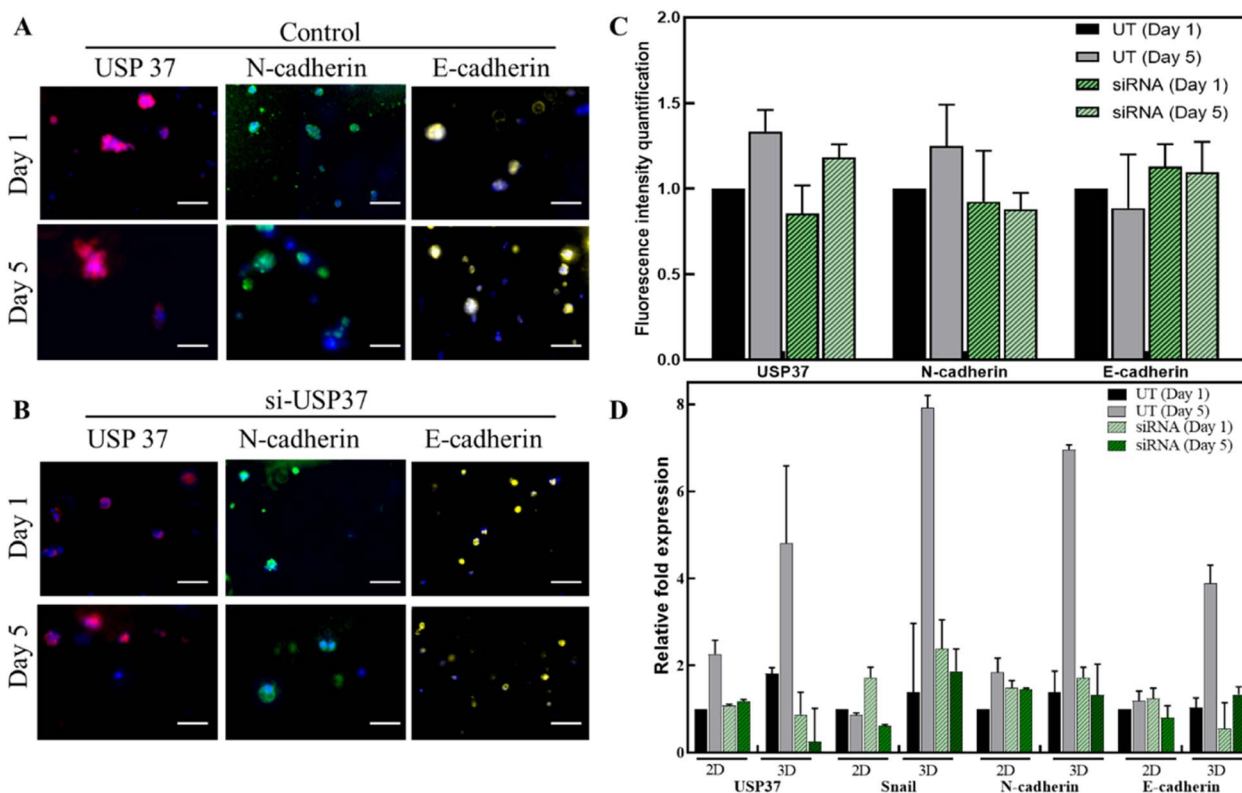 A
Control
USP 37 N-cadherin E-cadherin
Day 1
Day 5
B
si-USP37
USP 37 N-cadherin E-cadherin
Day 1
Day 5
C
Fluorescence intensity quantification
2.0
1.5
1.0
0.5
0.0
UT (Day 1)
UT (Day 5)
siRNA (Day 1)
siRNA (Day 5)
USP37 N-cadherin E-cadherin
D
Relative fold expression
8
6
4
2
0
UT (Day 1)
UT (Day 5)
siRNA (Day 1)
siRNA (Day 5)
2D 3D 2D 3D 2D 3D 2D 3D
USP37 Snail N-cadherin E-cadherin